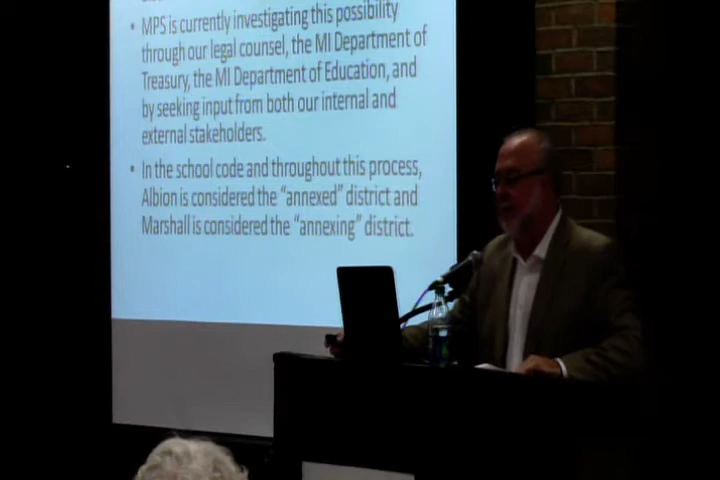 • MPS is currently investigating this possibility
through our legal counsel, the MI Department of
Treasury, the MI Department of Education, and
by seeking input from both our internal and
external stakeholders.
• In the school code and throughout this process,
Albion is considered the “annexed” district and
Marshall is considered the “annexing” district.